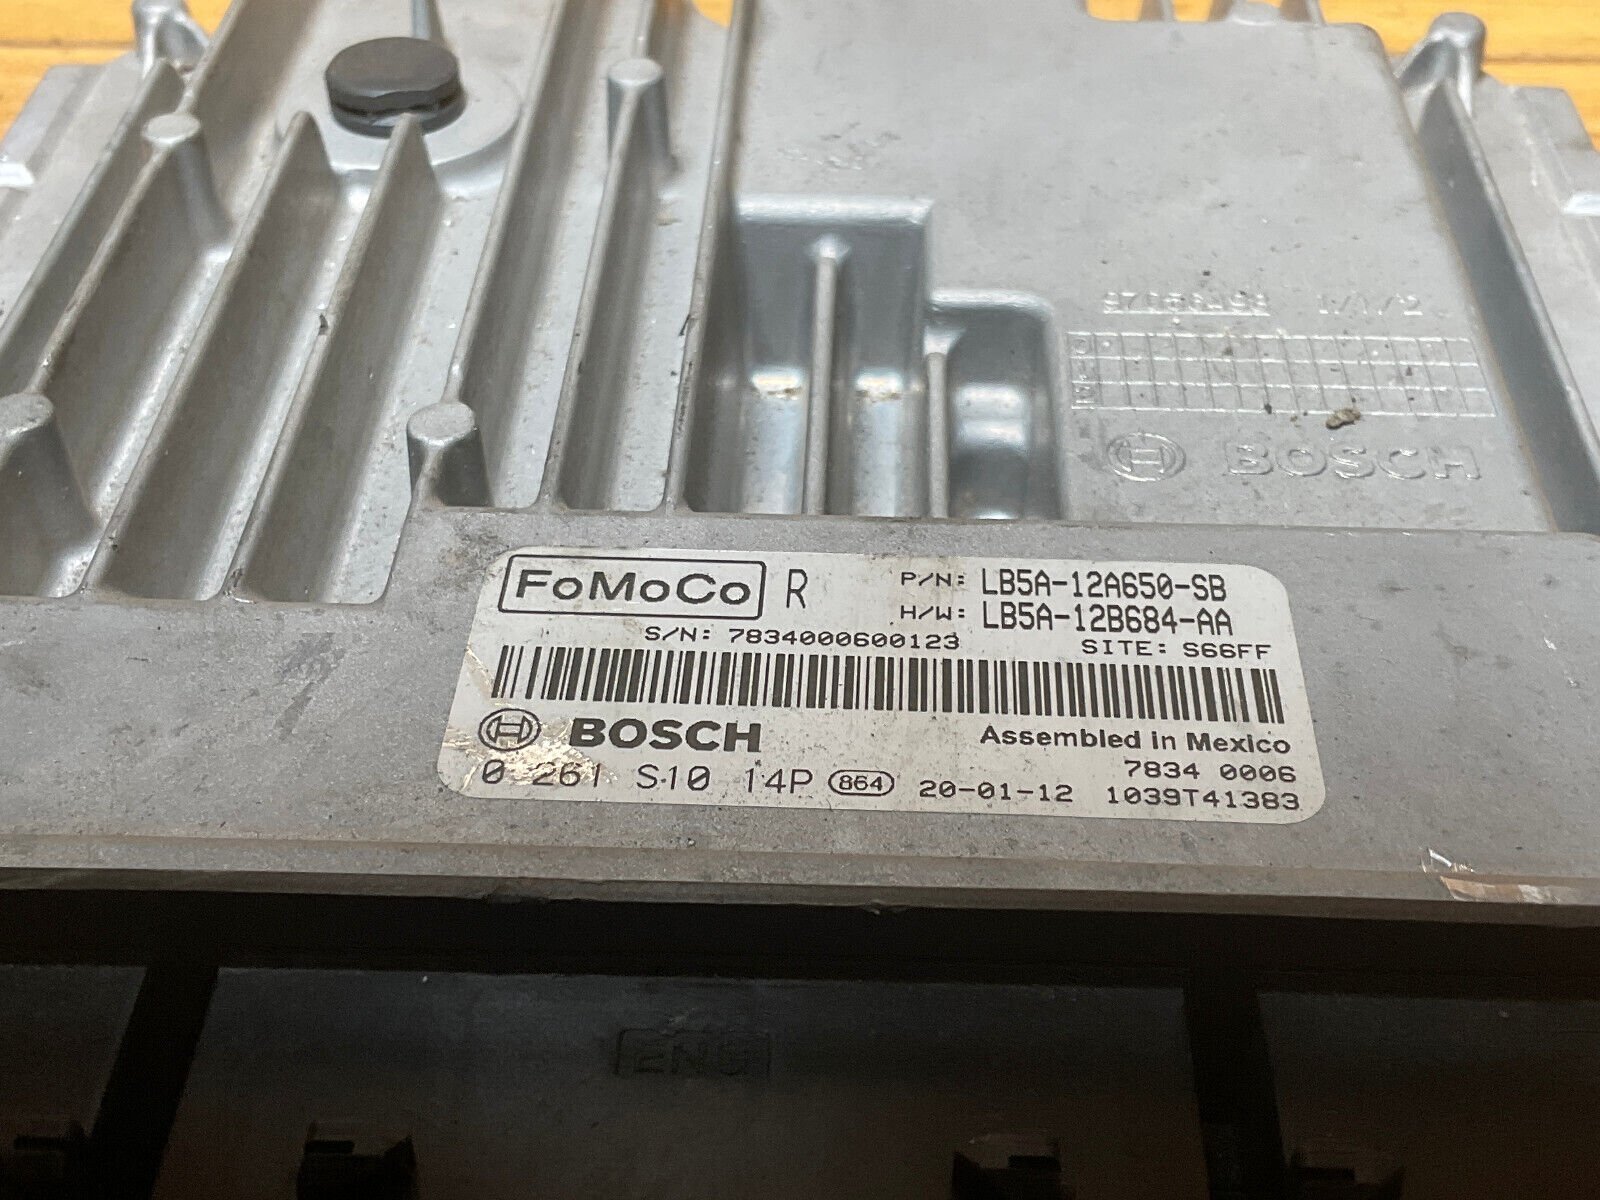 BOSCH
FoMoCo R P/N: LB5A-12A650-SB
H/W: LB5A-12B684-AA
S/N: 7834000600123 SITE: S66FF
BOSCH Assembled in Mexico
7834 0006
0 261 S10 14P 864 20-01-12 1039T41383
ENG